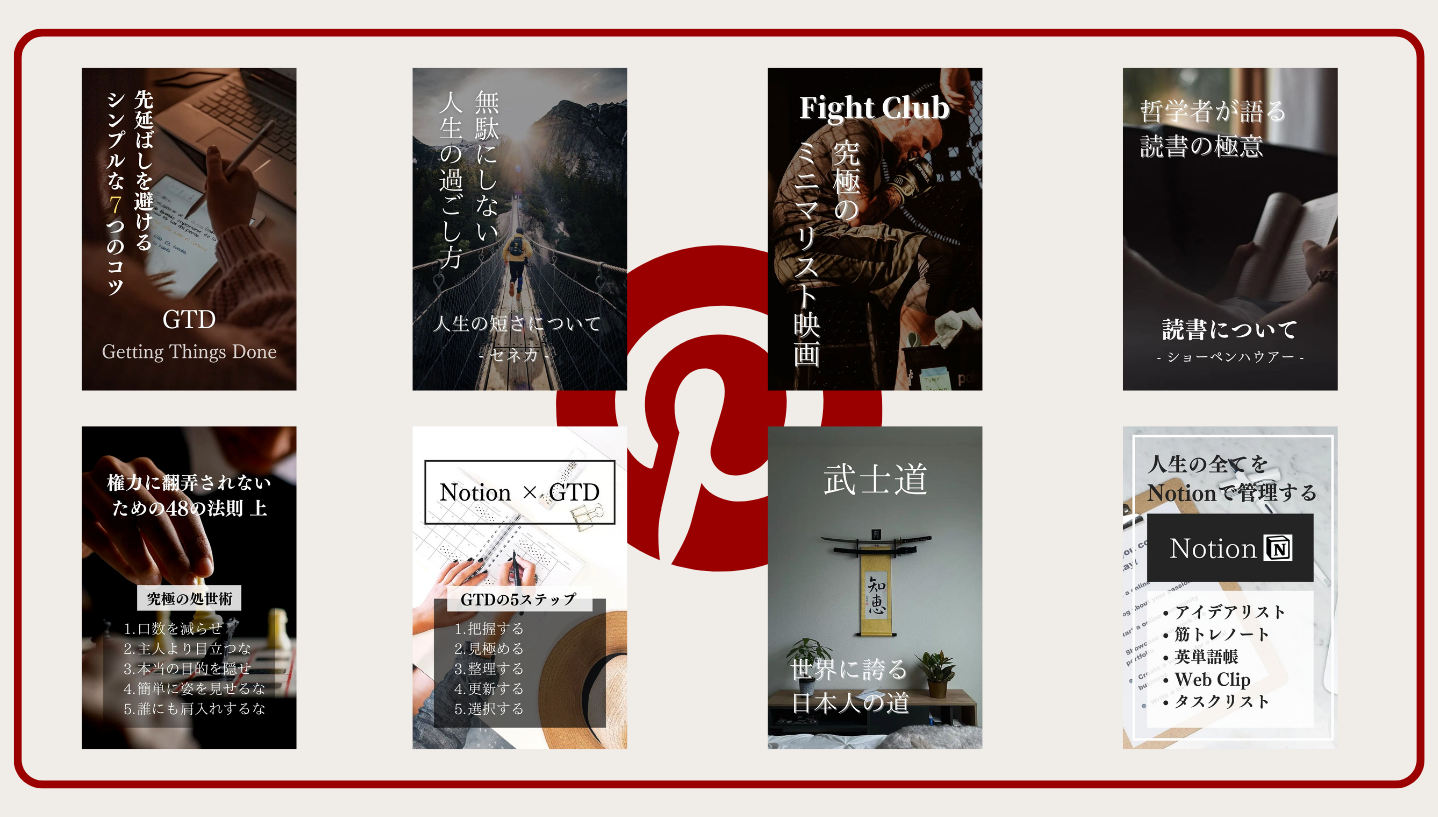 先延ばしを避ける
シンプルな7つのコツ
GTD
Getting Things Done
無駄にしない
人生の過ごし方
人生の短さについて
- セネカ -
Fight Club
究極の
ミニマリスト映画
哲学者が語る
読書の極意
読書について
- ショーペンハウアー -
権力に翻弄されない
ための48の法則 上
究極の処世術
1.口数を減らせ
2.主人より目立つな
3.本当の目的を隠せ
4.簡単に姿を見せるな
5.誰にも肩入れするな
Notion × GTD
GTDの5ステップ
1.把握する
2.見極める
3.整理する
4.更新する
5.選択する
武士道
知恵
世界に誇る
日本人の道
人生の全てを
Notionで管理する
Notion N
• アイデアリスト
• 筋トレノート
• 英単語帳
• Web Clip
• タスクリスト